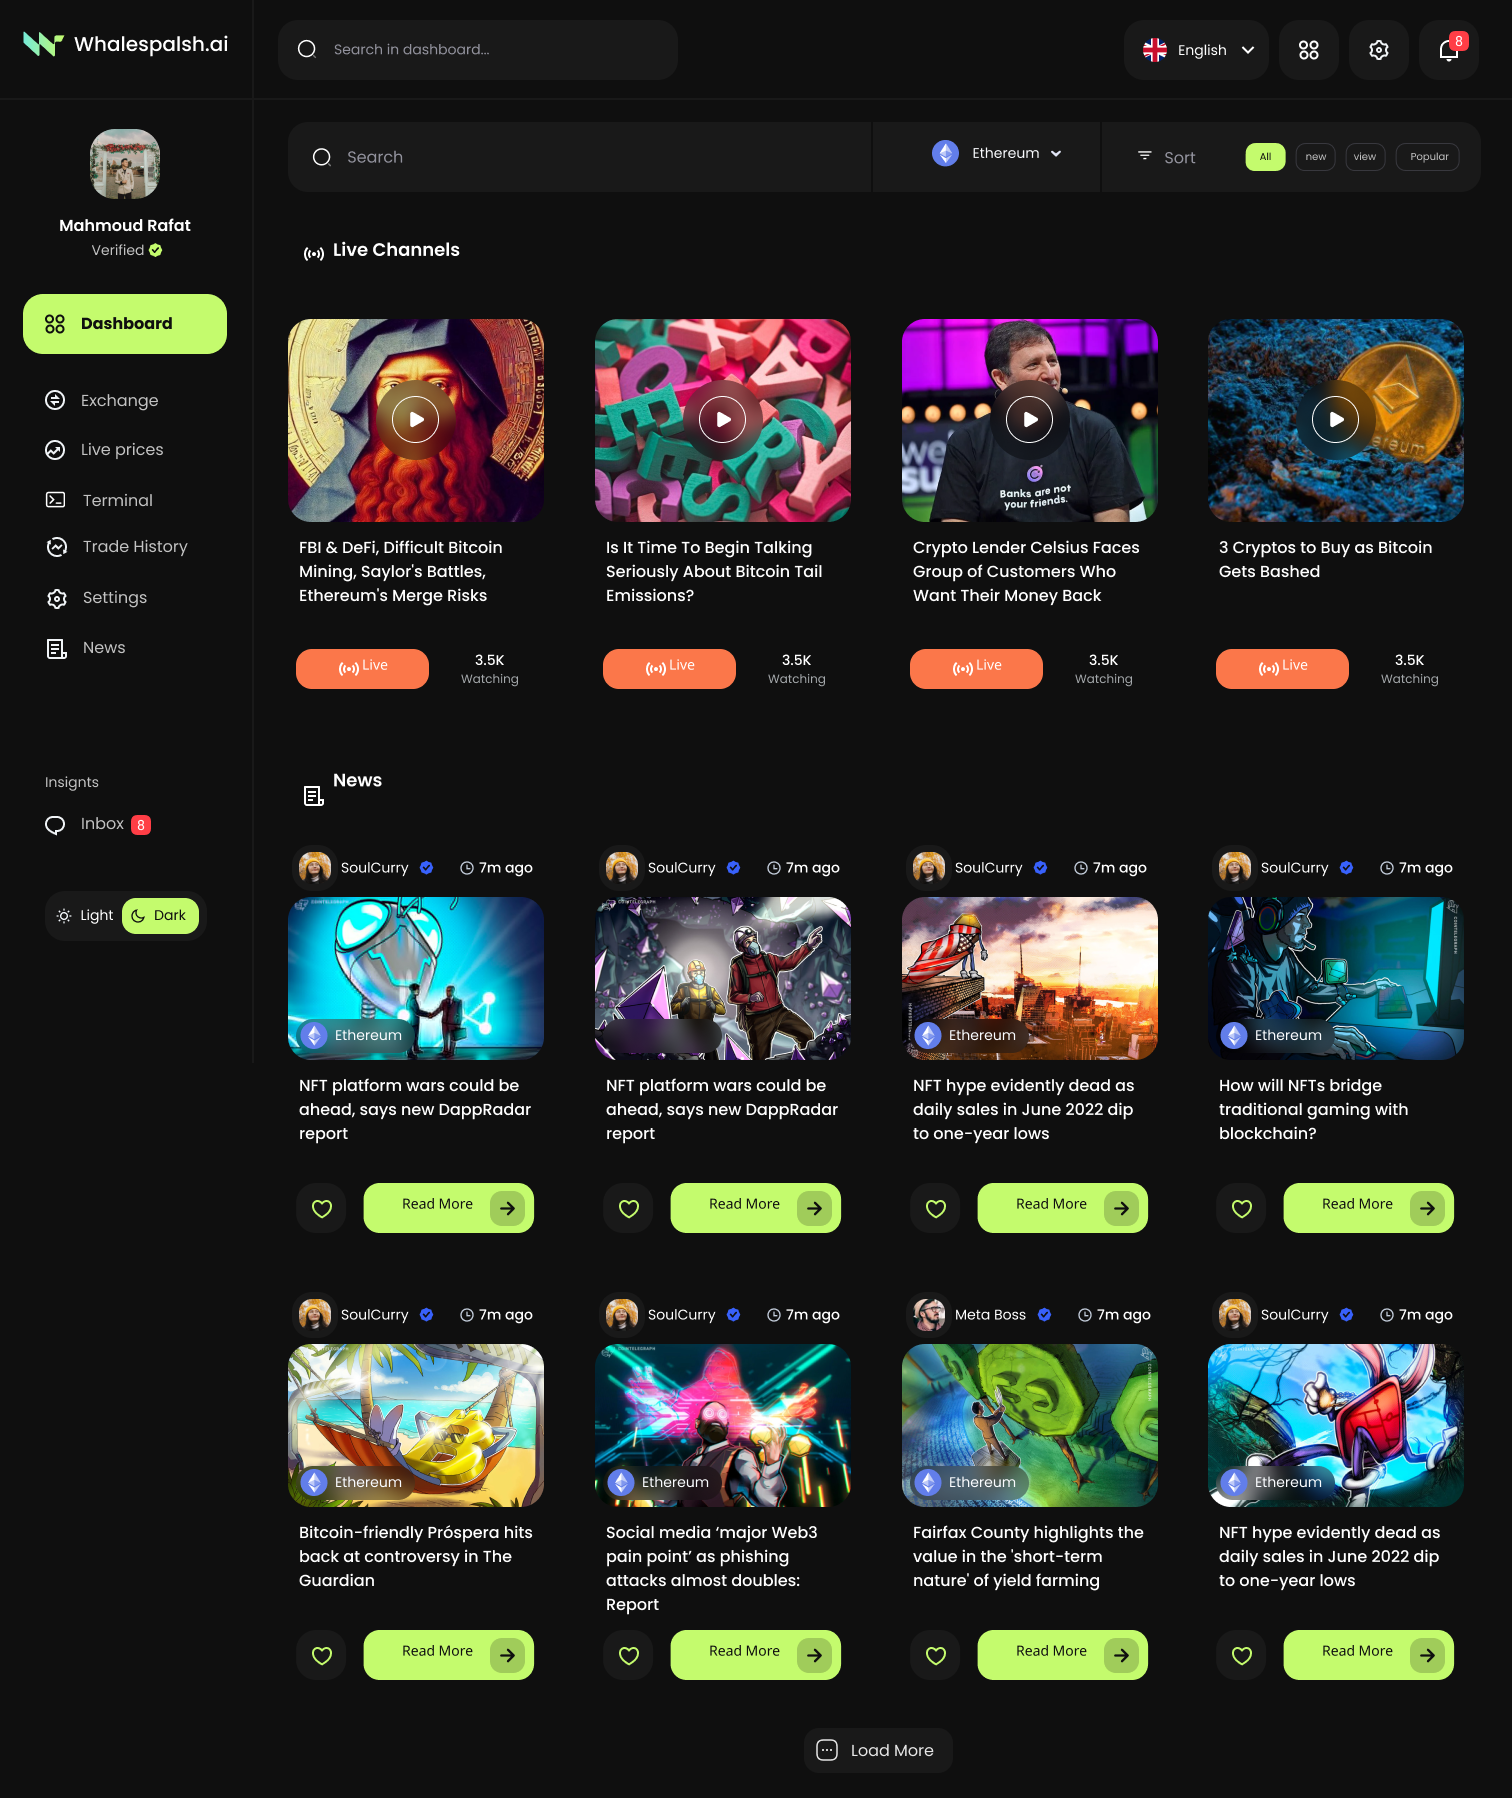 Whalespalsh.ai
Search in dashboard...
English
8
Mahmoud Rafat
Verified
Dashboard
Exchange
Live prices
Terminal
Trade History
Settings
News
Insignts
Inbox 8
Light Dark
Search
Ethereum
Sort
All new view Popular
Live Channels
Banks are not
your friends.
FBI & DeFi, Difficult Bitcoin
Mining, Saylor's Battles,
Ethereum's Merge Risks
Is It Time To Begin Talking
Seriously About Bitcoin Tail
Emissions?
Crypto Lender Celsius Faces
Group of Customers Who
Want Their Money Back
3 Cryptos to Buy as Bitcoin
Gets Bashed
Live
3.5K
Watching
Live
3.5K
Watching
Live
3.5K
Watching
Live
3.5K
Watching
News
SoulCurry 7m ago
SoulCurry 7m ago
SoulCurry 7m ago
SoulCurry 7m ago
COINTELEGRAPH
COINTELEGRAPH
COINTELEGRAPH
Ethereum
Ethereum
Ethereum
NFT platform wars could be
ahead, says new DappRadar
report
NFT platform wars could be
ahead, says new DappRadar
report
NFT hype evidently dead as
daily sales in June 2022 dip
to one-year lows
How will NFTs bridge
traditional gaming with
blockchain?
Read More
Read More
Read More
Read More
SoulCurry 7m ago
SoulCurry 7m ago
Meta Boss 7m ago
SoulCurry 7m ago
COINTELEGRAPH
Ethereum
Ethereum
Ethereum
Ethereum
Bitcoin-friendly Próspera hits
back at controversy in The
Guardian
Social media ‘major Web3
pain point’ as phishing
attacks almost doubles:
Report
Fairfax County highlights the
value in the 'short-term
nature' of yield farming
NFT hype evidently dead as
daily sales in June 2022 dip
to one-year lows
Read More
Read More
Read More
Read More
Load More